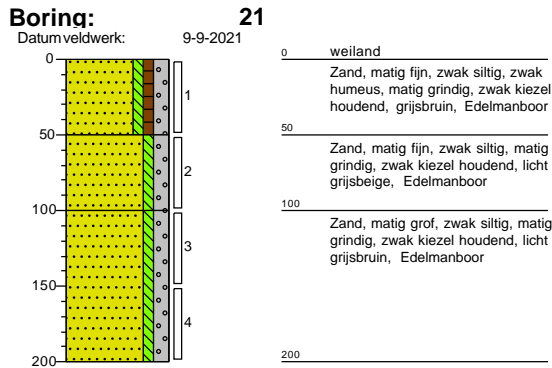 Boring: 21
Datum veldwerk: 9-9-2021
0
50
100
150
200
1
2
3
4
0 weiland
Zand, matig fijn, zwak siltig, zwak
humeus, matig grindig, zwak kiezel
houdend, grijsbruin, Edelmanboor
50
Zand, matig fijn, zwak siltig, matig
grindig, zwak kiezel houdend, licht
grijsbeige, Edelmanboor
100
Zand, matig grof, zwak siltig, matig
grindig, zwak kiezel houdend, licht
grijsbruin, Edelmanboor
200